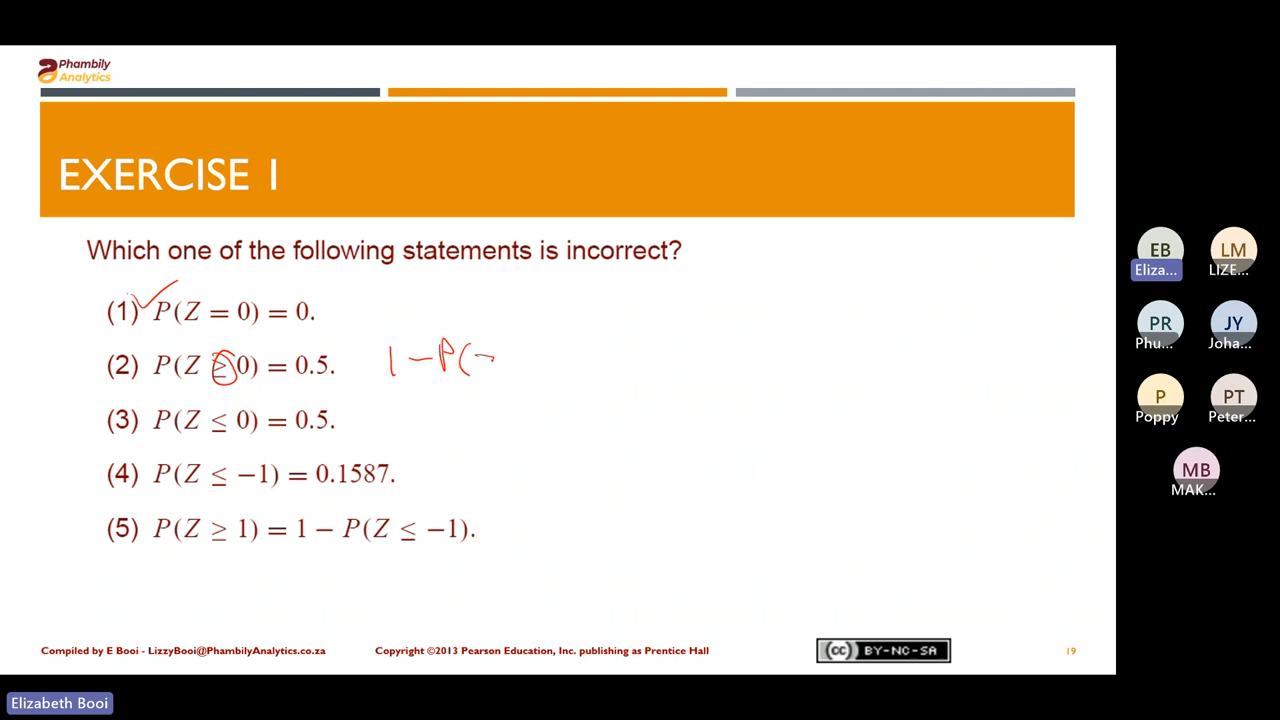 Phambily
Analytics
EXERCISE 1
Which one of the following statements is incorrect?
(1) P(Z = 0) = 0.
(2) P(Z ≥ 0) = 0.5. 1 - P(
(3) P(Z ≤ 0) = 0.5.
(4) P(Z ≤ −1) = 0.1587.
(5) P(Z ≥ 1) = 1 − P(Z ≤ −1).
Compiled by E Booi - LizzyBooi@PhambilyAnalytics.co.za
Copyright ©2013 Pearson Education, Inc. publishing as Prentice Hall
cc BY-NC-SA
19
EB
Eliza...
LM
LIZE...
PR
Phu...
JY
Joha...
P
Poppy
PT
Peter...
MB
MAK...
Elizabeth Booi